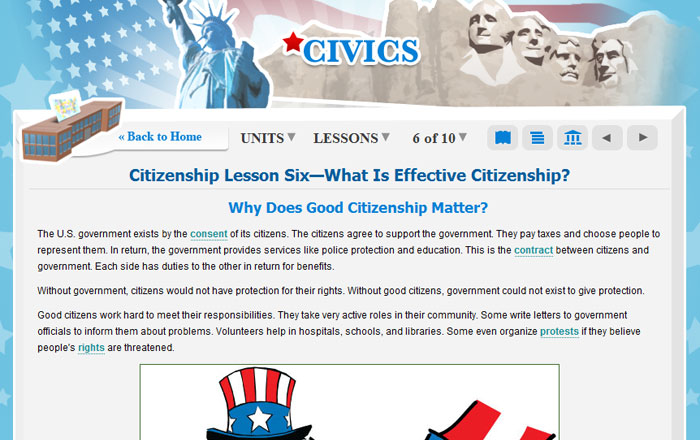 CIVICS
« Back to Home
UNITS
LESSONS
6 of 10
Citizenship Lesson Six—What Is Effective Citizenship?
Why Does Good Citizenship Matter?
The U.S. government exists by the consent of its citizens. The citizens agree to support the government. They pay taxes and choose people to
represent them. In return, the government provides services like police protection and education. This is the contract between citizens and
government. Each side has duties to the other in return for benefits.
Without government, citizens would not have protection for their rights. Without good citizens, government could not exist to give protection.
Good citizens work hard to meet their responsibilities. They take very active roles in their community. Some write letters to government
officials to inform them about problems. Volunteers help in hospitals, schools, and libraries. Some even organize protests if they believe
people's rights are threatened.